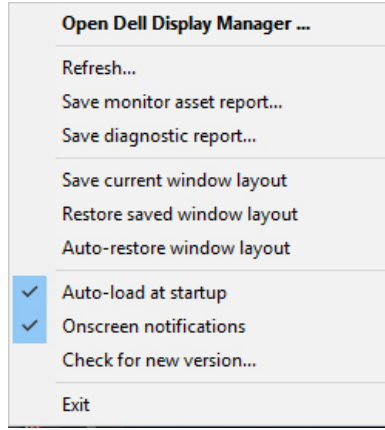 Open Dell Display Manager ...
Refresh...
Save monitor asset report...
Save diagnostic report...
Save current window layout
Restore saved window layout
Auto-restore window layout
Auto-load at startup
Onscreen notifications
Check for new version...
Exit